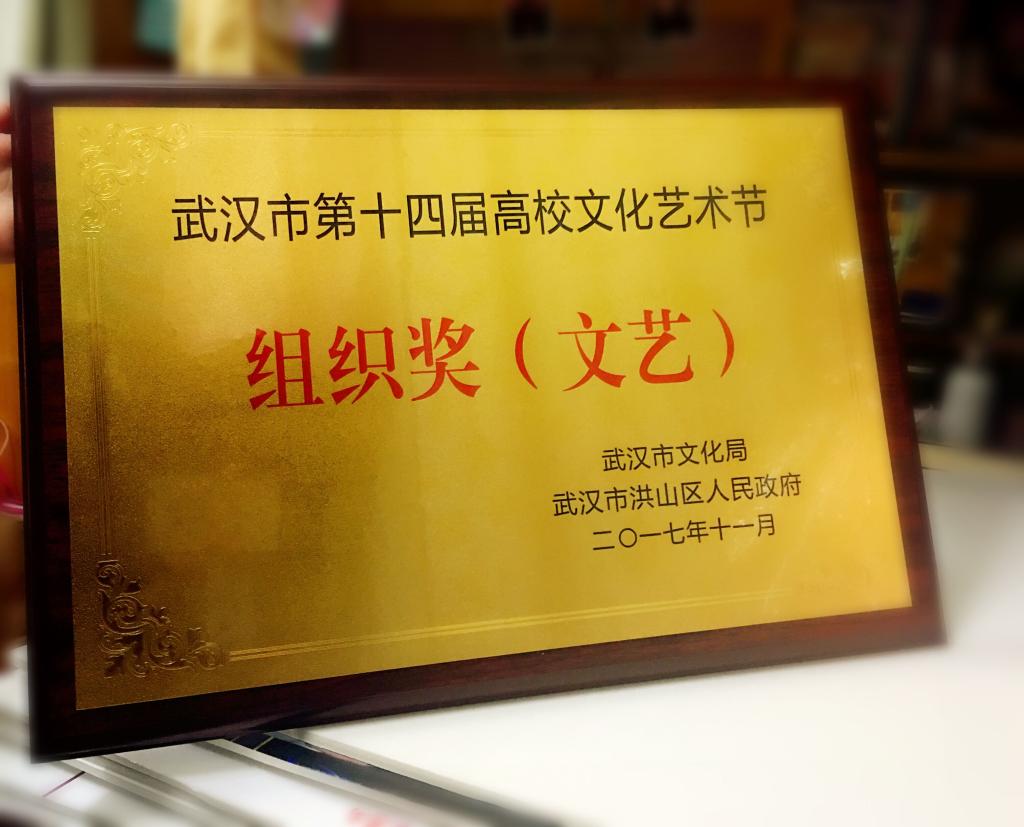 武汉市第十四届高校文化艺术节
组织奖（文艺）
武汉市文化局
武汉市洪山区人民政府
二〇一七年十一月